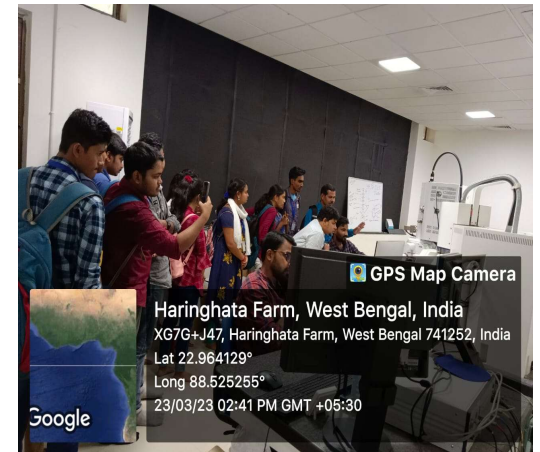 GPS Map Camera
Haringhata Farm, West Bengal, India
XG7G+J47, Haringhata Farm, West Bengal 741252, India
Lat 22.964129°
Long 88.525255°
23/03/23 02:41 PM GMT +05:30
Google